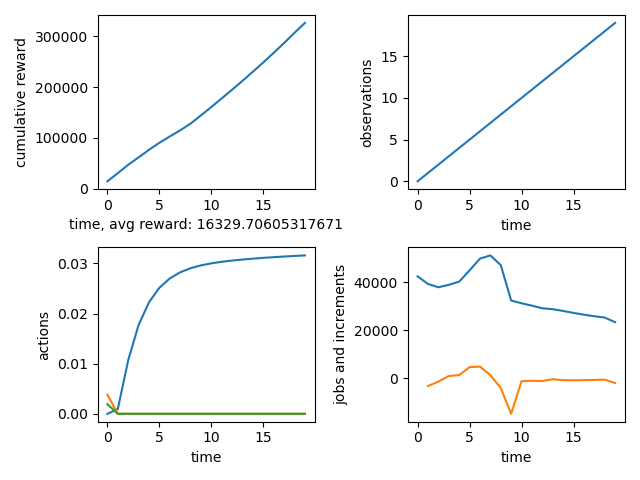 cumulative reward
300000
200000
100000
0
0 5 10 15
time, avg reward: 16329.70605317671
observations
15
10
5
0
0 5 10 15
time
actions
0.03
0.02
0.01
0.00
0 5 10 15
time
jobs and increments
40000
20000
0
0 5 10 15
time